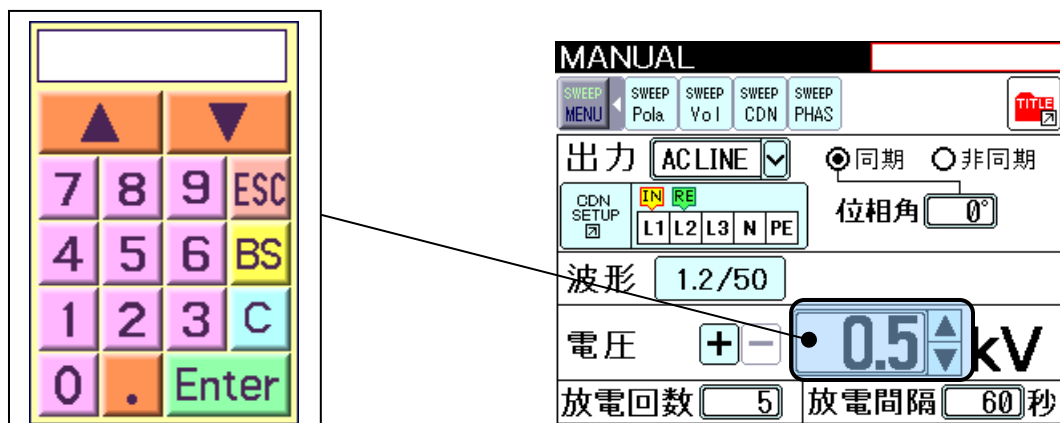 ▲ ▼
7 8 9 ESC
4 5 6 BS
1 2 3 C
0 . Enter
MANUAL
SWEEP MENU
SWEEP Pola.
SWEEP Vol
SWEEP CDN
SWEEP PHAS
TITLE
出力 AC LINE
同期 非同期
CDN SETUP
IN RE
L1 L2 L3 N PE
位相角 0°
波形 1.2/50
電圧 + − 0.5 kV
放電回数 5
放電間隔 60 秒